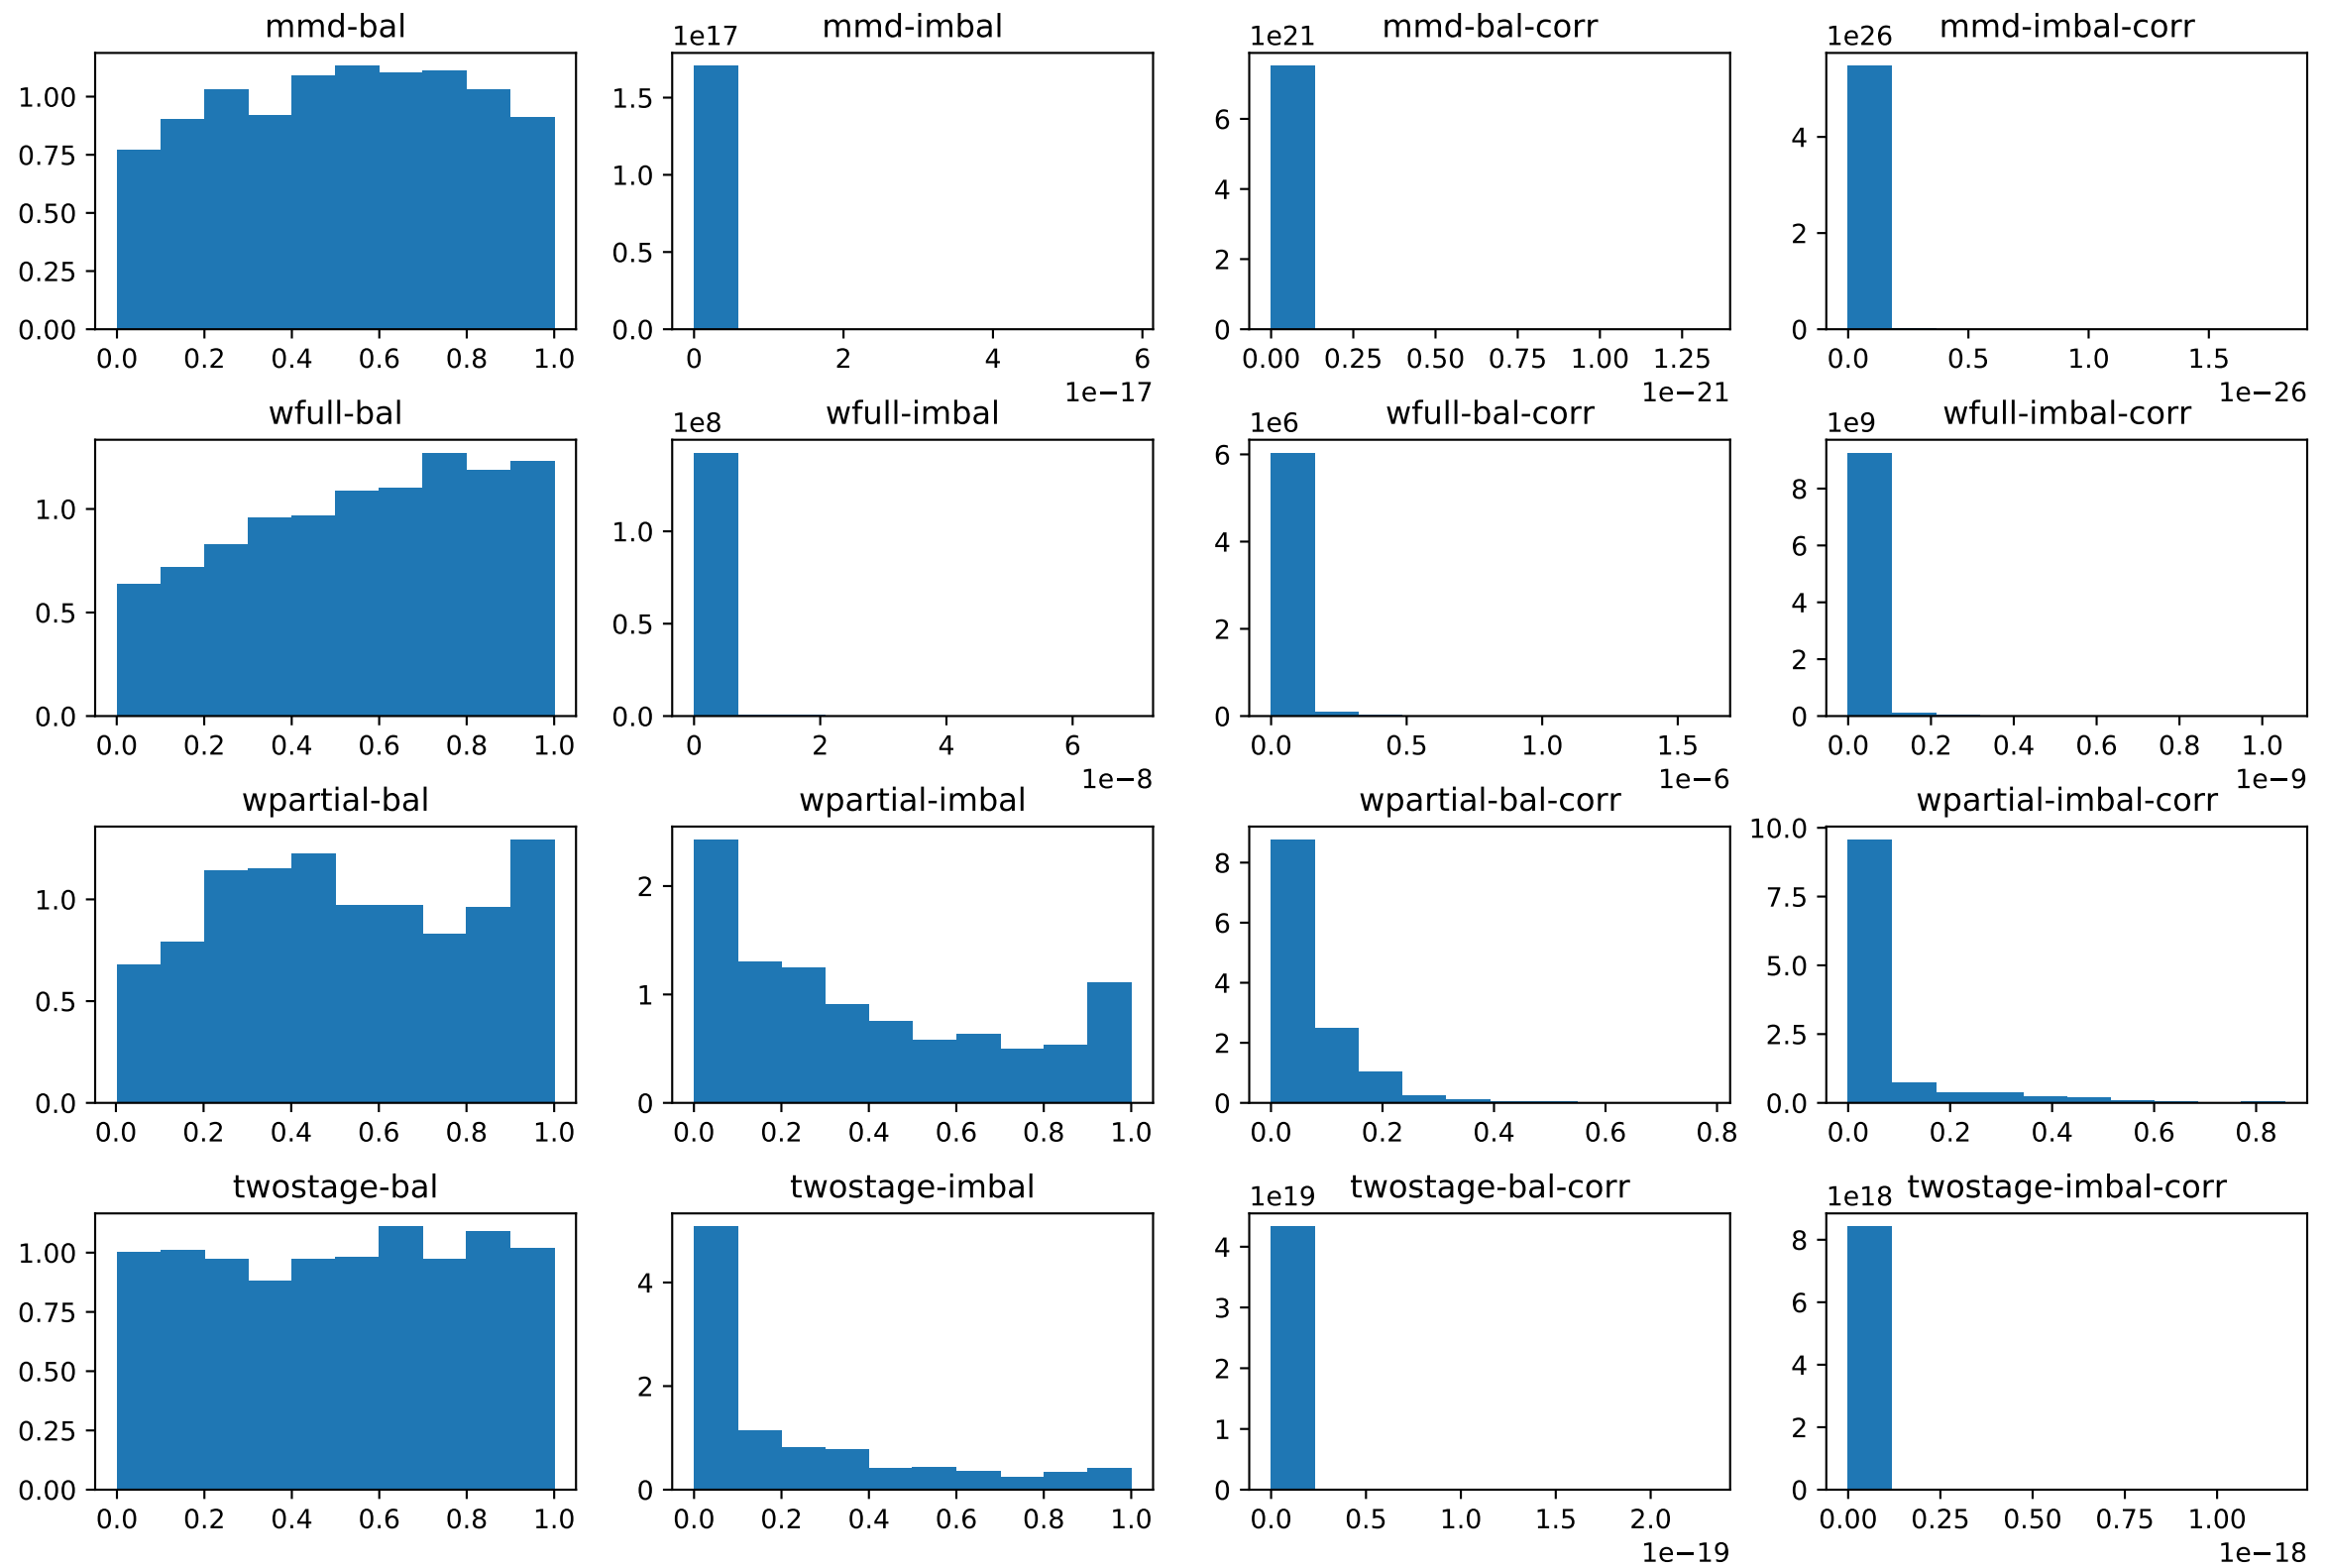 mmd-bal
1.00
0.75
0.50
0.25
0.00
0.0 0.2 0.4 0.6 0.8 1.0
mmd-imbal
1e17
1.5
1.0
0.5
0.0
0 2 4 6
1e−17
mmd-bal-corr
1e21
6
4
2
0
0.00 0.25 0.50 0.75 1.00 1.25
1e−21
mmd-imbal-corr
1e26
4
2
0
0.0 0.5 1.0 1.5
1e−26
wfull-bal
1.0
0.5
0.0
0.0 0.2 0.4 0.6 0.8 1.0
wfull-imbal
1e8
1.0
0.5
0.0
0 2 4 6
1e−8
wfull-bal-corr
1e6
6
4
2
0
0.0 0.5 1.0 1.5
1e−6
wfull-imbal-corr
1e9
8
6
4
2
0
0.0 0.2 0.4 0.6 0.8 1.0
1e−9
wpartial-bal
1.0
0.5
0.0
0.0 0.2 0.4 0.6 0.8 1.0
wpartial-imbal
2
1
0
0.0 0.2 0.4 0.6 0.8 1.0
wpartial-bal-corr
8
6
4
2
0
0.0 0.2 0.4 0.6 0.8
wpartial-imbal-corr
10.0
7.5
5.0
2.5
0.0
0.0 0.2 0.4 0.6 0.8
twostage-bal
1.00
0.75
0.50
0.25
0.00
0.0 0.2 0.4 0.6 0.8 1.0
twostage-imbal
4
2
0
0.0 0.2 0.4 0.6 0.8 1.0
twostage-bal-corr
1e19
4
3
2
1
0
0.0 0.5 1.0 1.5 2.0
1e−19
twostage-imbal-corr
1e18
8
6
4
2
0
0.00 0.25 0.50 0.75 1.00
1e−18